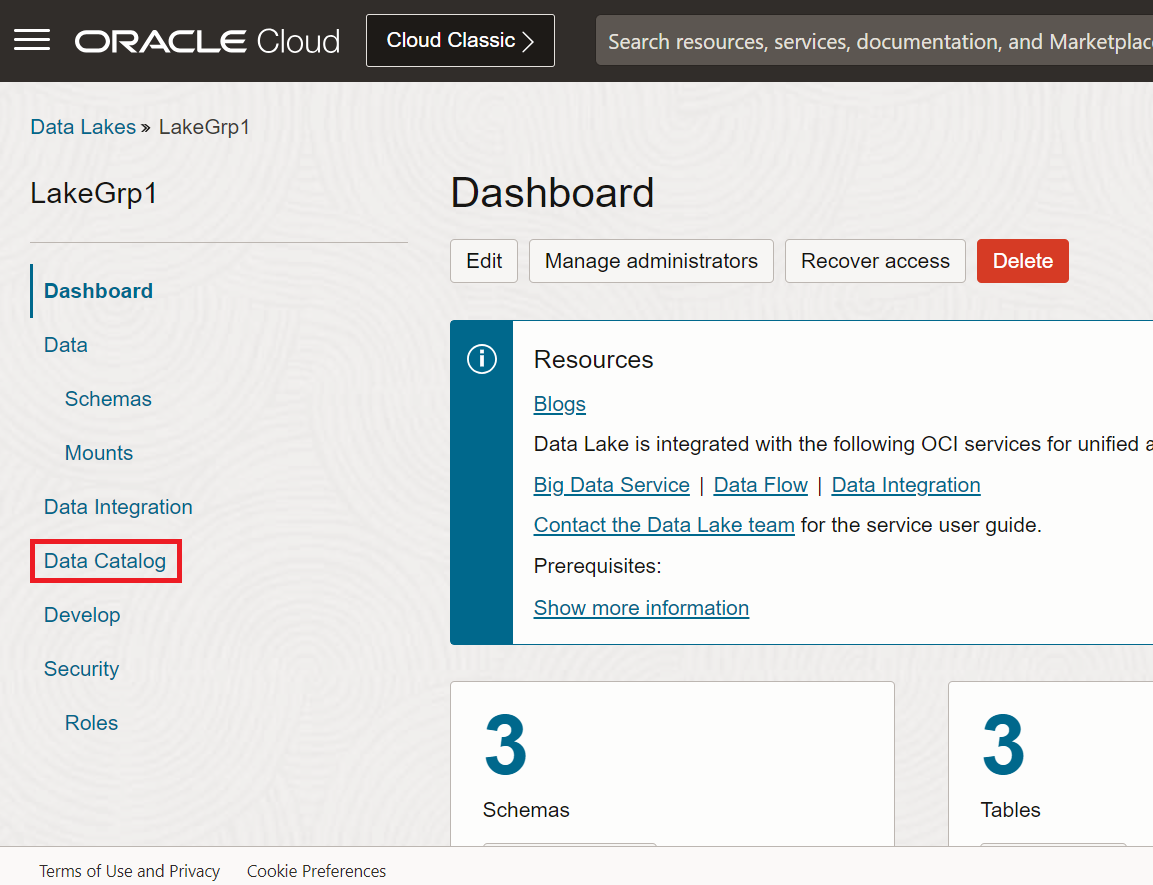 ORACLE Cloud
Cloud Classic
Search resources, services, documentation, and Marketplac
Data Lakes » LakeGrp1
LakeGrp1
Dashboard
Data
Schemas
Mounts
Data Integration
Data Catalog
Develop
Security
Roles
Dashboard
Edit
Manage administrators
Recover access
Delete
Resources
Blogs
Data Lake is integrated with the following OCI services for unified a
Big Data Service | Data Flow | Data Integration
Contact the Data Lake team for the service user guide.
Prerequisites:
Show more information
3
Schemas
3
Tables
Terms of Use and Privacy
Cookie Preferences